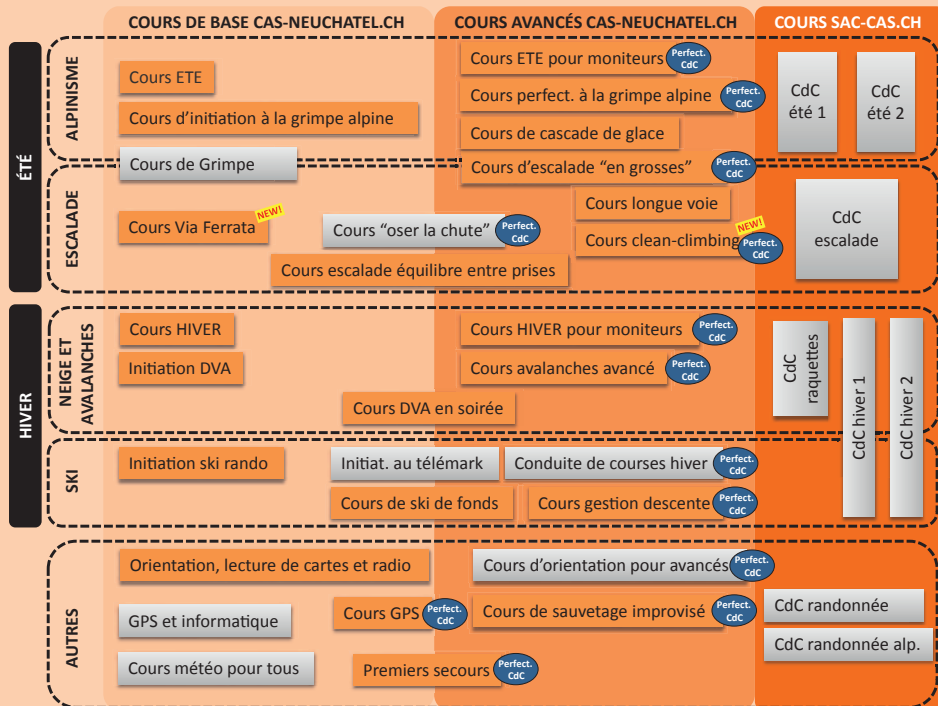 COURS DE BASE CAS-NEUCHATEL.CH
COURS AVANCÉS CAS-NEUCHATEL.CH
COURS SAC-CAS.CH
ÉTÉ
ALPINISME
Cours ETE
Cours d'initiation à la grimpe alpine
Cours ETE pour moniteurs
Perfect.
CdC
Cours perfect. à la grimpe alpine
Perfect.
CdC
Cours de cascade de glace
CdC
été 1
CdC
été 2
ESCALADE
Cours de Grimpe
Cours d'escalade "en grosses"
Perfect.
CdC
Cours Via Ferrata
NEW!
Cours "oser la chute"
Perfect.
CdC
Cours longue voie
Cours clean-climbing
NEW!
Perfect.
CdC
Cours escalade équilibre entre prises
CdC
escalade
HIVER
NEIGE ET
AVALANCHES
Cours HIVER
Initiation DVA
Cours DVA en soirée
Cours HIVER pour moniteurs
Perfect.
CdC
Cours avalanches avancé
Perfect.
CdC
CdC
raquettes
CdC hiver 1
CdC hiver 2
SKI
Initiation ski rando
Initiat. au télémark
Conduite de courses hiver
Perfect.
CdC
Cours de ski de fonds
Cours gestion descente
Perfect.
CdC
AUTRES
Orientation, lecture de cartes et radio
Cours d'orientation pour avancés
Perfect.
CdC
GPS et informatique
Cours GPS
Perfect.
CdC
Cours de sauvetage improvisé
Perfect.
CdC
CdC randonnée
CdC randonnée alp.
Cours météo pour tous
Premiers secours
Perfect.
CdC